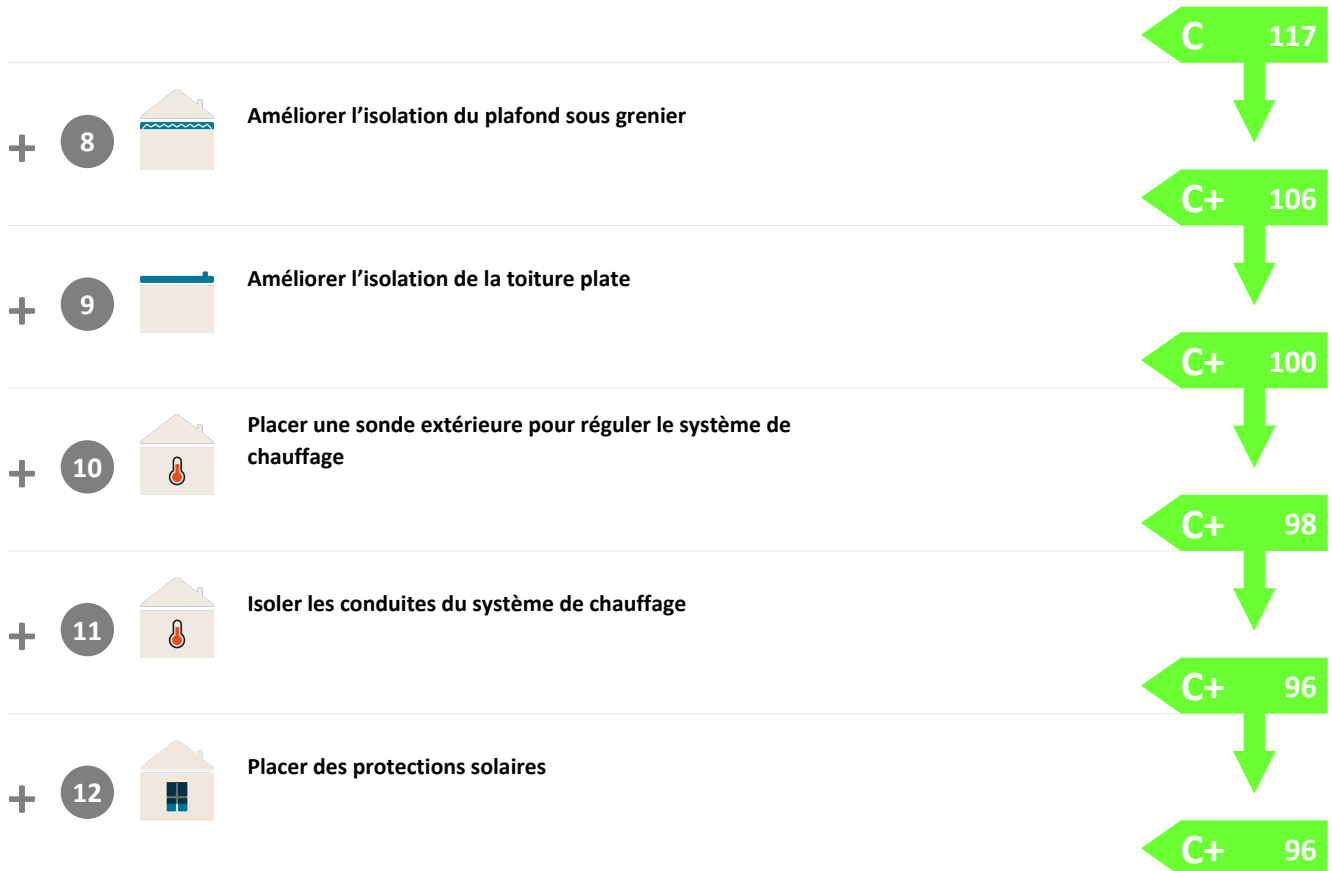 C 117
+ 8 Améliorer l’isolation du plafond sous grenier
C+ 106
+ 9 Améliorer l’isolation de la toiture plate
C+ 100
+ 10 Placer une sonde extérieure pour réguler le système de
chauffage
C+ 98
+ 11 Isoler les conduites du système de chauffage
C+ 96
+ 12 Placer des protections solaires
C+ 96